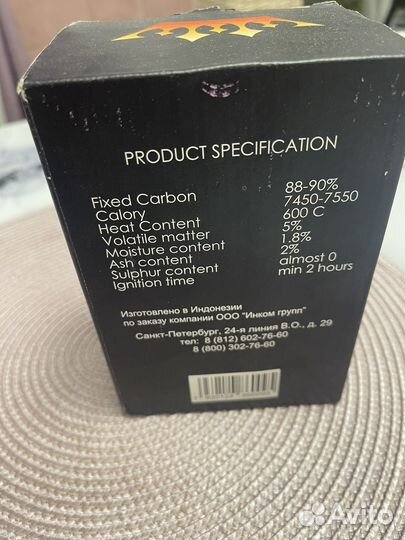 PRODUCT SPECIFICATION
Fixed Carbon 88-90%
Calory 7450-7550
Heat Content 600 C
Volatile matter 5%
Moisture content 1.8%
Ash content 2%
Sulphur content almost 0
Ignition time min 2 hours
Изготовлено в Индонезии
по заказу компании ООО "Инком групп"
Санкт-Петербург, 24-я линия В.О., д. 29
тел: 8 (812) 602-76-60
8 (800) 302-76-60
Avito